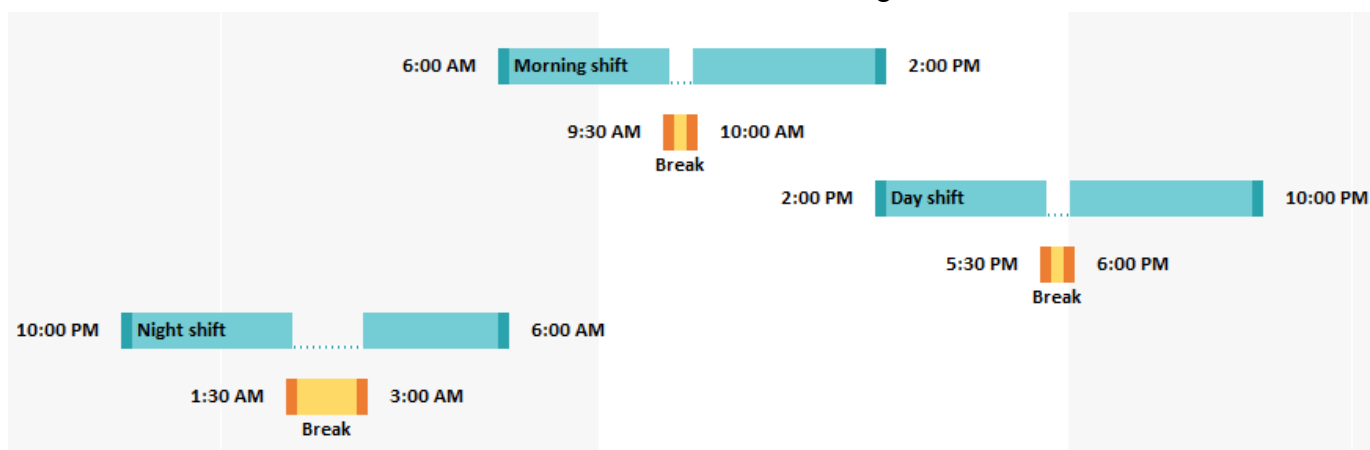 6:00 AM Morning shift 2:00 PM
9:30 AM 10:00 AM
Break
2:00 PM Day shift 10:00 PM
5:30 PM 6:00 PM
Break
10:00 PM Night shift 6:00 AM
1:30 AM 3:00 AM
Break